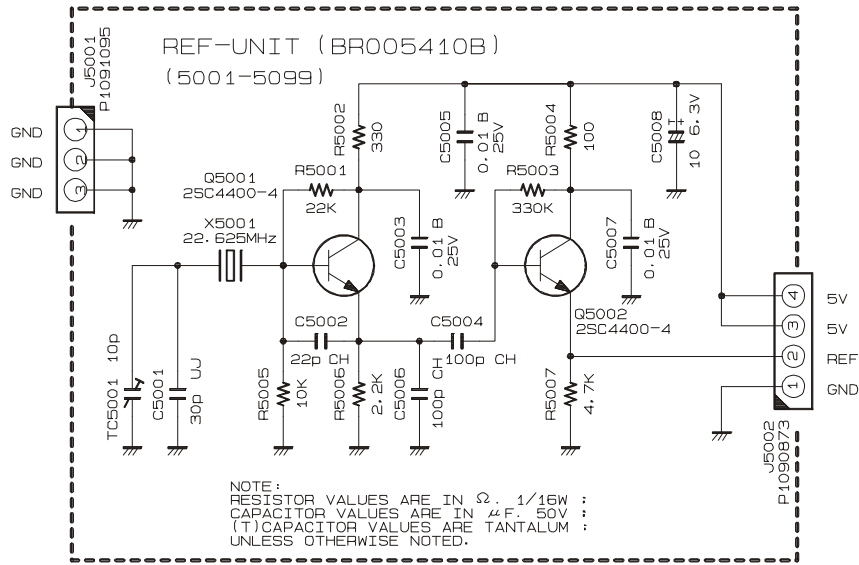 REF-UNIT (BR005410B)
(5001-5099)
J5001
P1091095
GND
GND
GND
1
2
3
Q5001
2SC4400-4
X5001
22.625MHz
R5001
22K
R5002
330
C5003
0.01 B
25V
C5005
0.01 B
25V
R5004
100
C5008
10 6.3V
T+
R5003
330K
C5007
0.01 B
25V
Q5002
2SC4400-4
C5002
22p CH
C5004
100p CH
TC5001 10p
C5001
30p UJ
R5005
10K
R5006
2.2K
C5006
100p CH
R5007
4.7K
4
3
2
1
5V
5V
REF
GND
J5002
P1090873
NOTE:
RESISTOR VALUES ARE IN Ω. 1/16W ;
CAPACITOR VALUES ARE IN μF. 50V ;
(T)CAPACITOR VALUES ARE TANTALUM ;
UNLESS OTHERWISE NOTED.